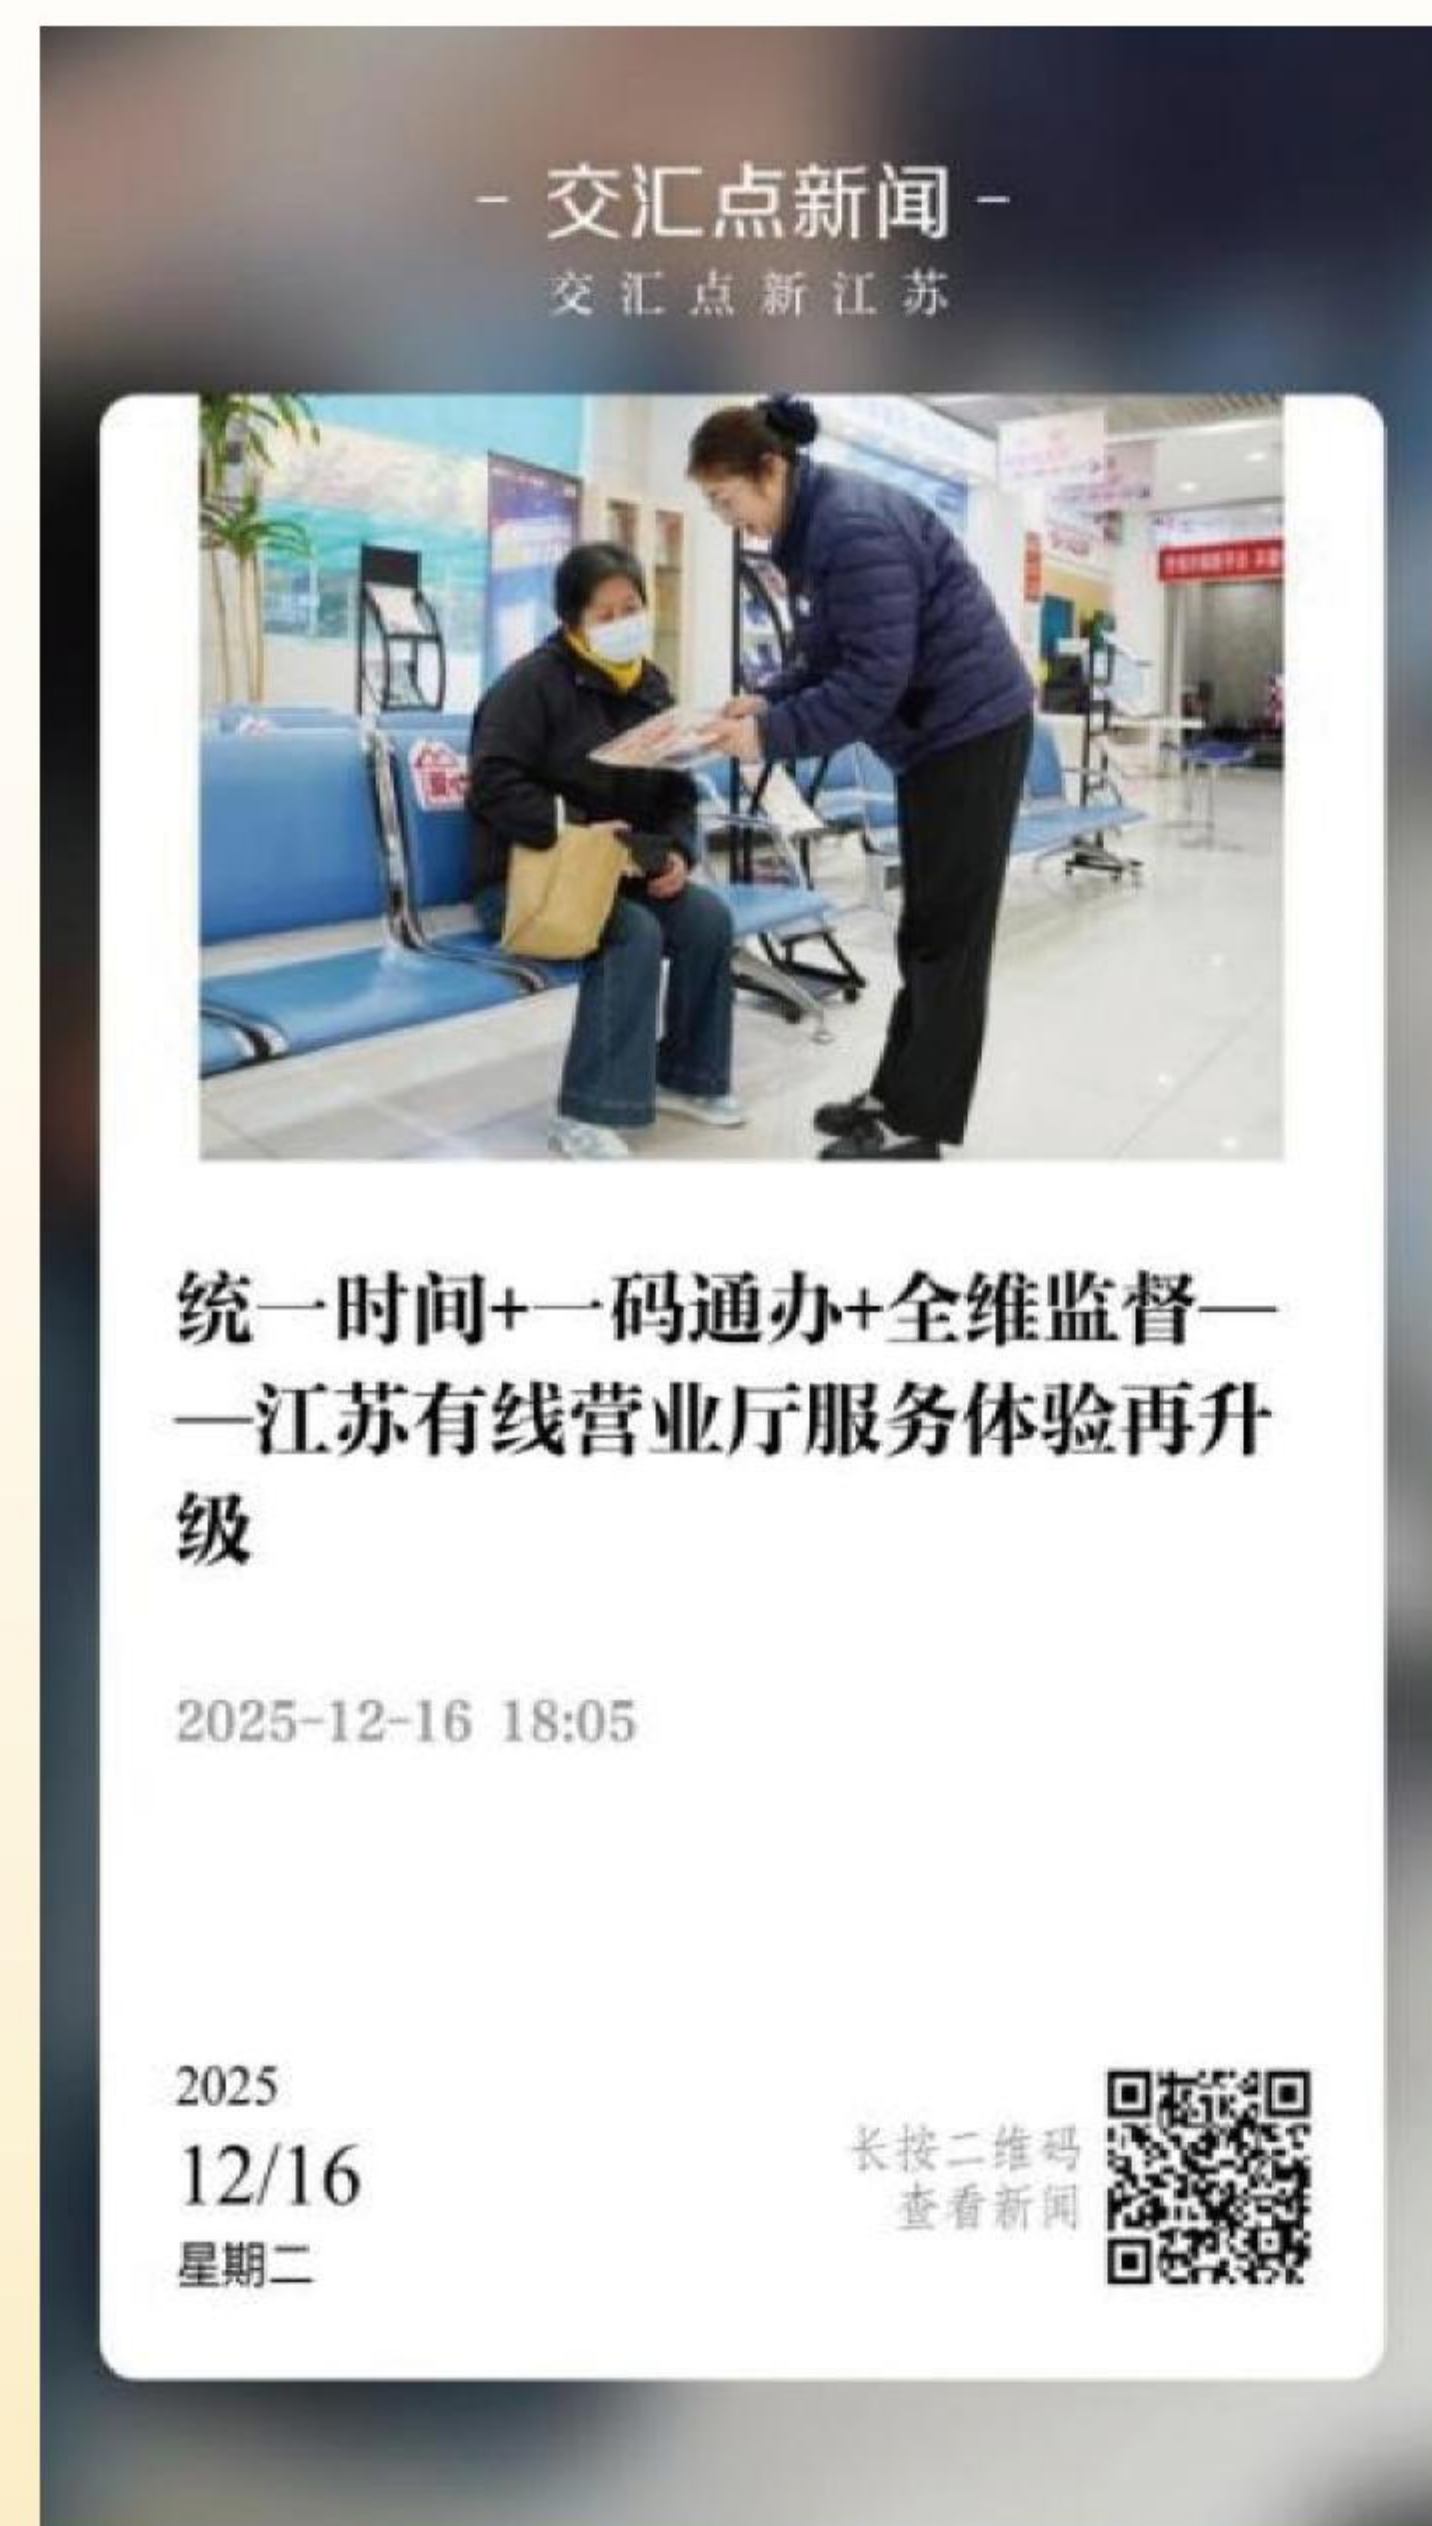 - 交汇点新闻 -
交汇点新江苏
统一时间+一码通办+全维监督—
—江苏有线营业厅服务体验再升
级
2025-12-16 18:05
2025
12/16
星期二
长按二维码
查看新闻